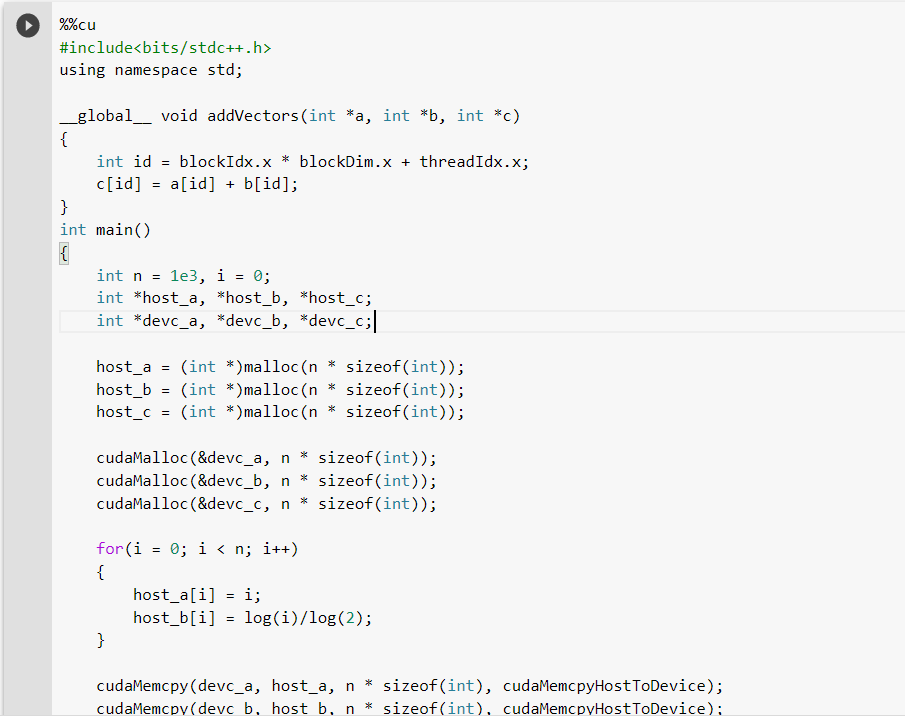 %%cu
#include<bits/stdc++.h>
using namespace std;

__global__ void addVectors(int *a, int *b, int *c)
{
    int id = blockIdx.x * blockDim.x + threadIdx.x;
    c[id] = a[id] + b[id];
}
int main()
{
    int n = 1e3, i = 0;
    int *host_a, *host_b, *host_c;
    int *devc_a, *devc_b, *devc_c;

    host_a = (int *)malloc(n * sizeof(int));
    host_b = (int *)malloc(n * sizeof(int));
    host_c = (int *)malloc(n * sizeof(int));

    cudaMalloc(&devc_a, n * sizeof(int));
    cudaMalloc(&devc_b, n * sizeof(int));
    cudaMalloc(&devc_c, n * sizeof(int));

    for(i = 0; i < n; i++)
    {
        host_a[i] = i;
        host_b[i] = log(i)/log(2);
    }

    cudaMemcpy(devc_a, host_a, n * sizeof(int), cudaMemcpyHostToDevice);
    cudaMemcpy(devc_b, host_b, n * sizeof(int), cudaMemcpyHostToDevice);